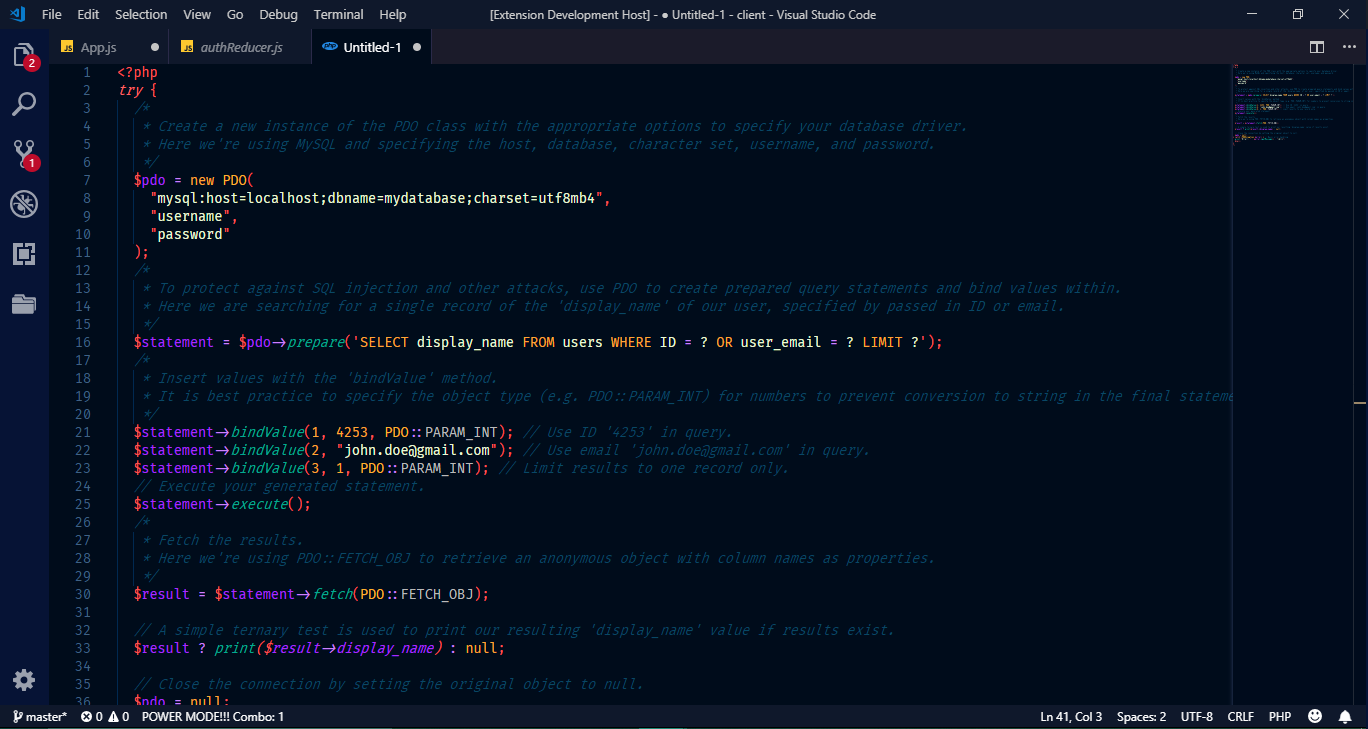 File Edit Selection View Go Debug Terminal Help [Extension Development Host] - ● Untitled-1 - client - Visual Studio Code
JS App.js ● JS authReducer.js php Untitled-1 ●
2
1
1 <?php
2 try {
3 /*
4 * Create a new instance of the PDO class with the appropriate options to specify your database driver.
5 * Here we're using MySQL and specifying the host, database, character set, username, and password.
6 */
7 $pdo = new PDO(
8 "mysql:host=localhost;dbname=mydatabase;charset=utf8mb4",
9 "username",
10 "password"
11 );
12 /*
13 * To protect against SQL injection and other attacks, use PDO to create prepared query statements and bind values within.
14 * Here we are searching for a single record of the 'display_name' of our user, specified by passed in ID or email.
15 */
16 $statement = $pdo->prepare('SELECT display_name FROM users WHERE ID = ? OR user_email = ? LIMIT ?');
17 /*
18 * Insert values with the 'bindValue' method.
19 * It is best practice to specify the object type (e.g. PDO::PARAM_INT) for numbers to prevent conversion to string in the final stateme
20 */
21 $statement->bindValue(1, 4253, PDO::PARAM_INT); // Use ID '4253' in query.
22 $statement->bindValue(2, "john.doe@gmail.com"); // Use email 'john.doe@gmail.com' in query.
23 $statement->bindValue(3, 1, PDO::PARAM_INT); // Limit results to one record only.
24 // Execute your generated statement.
25 $statement->execute();
26 /*
27 * Fetch the results.
28 * Here we're using PDO::FETCH_OBJ to retrieve an anonymous object with column names as properties.
29 */
30 $result = $statement->fetch(PDO::FETCH_OBJ);
31
32 // A simple ternary test is used to print our resulting 'display_name' value if results exist.
33 $result ? print($result->display_name) : null;
34
35 // Close the connection by setting the original object to null.
36 $pdo = null;
master* 0 0 POWER MODE!!! Combo: 1 Ln 41, Col 3 Spaces: 2 UTF-8 CRLF PHP